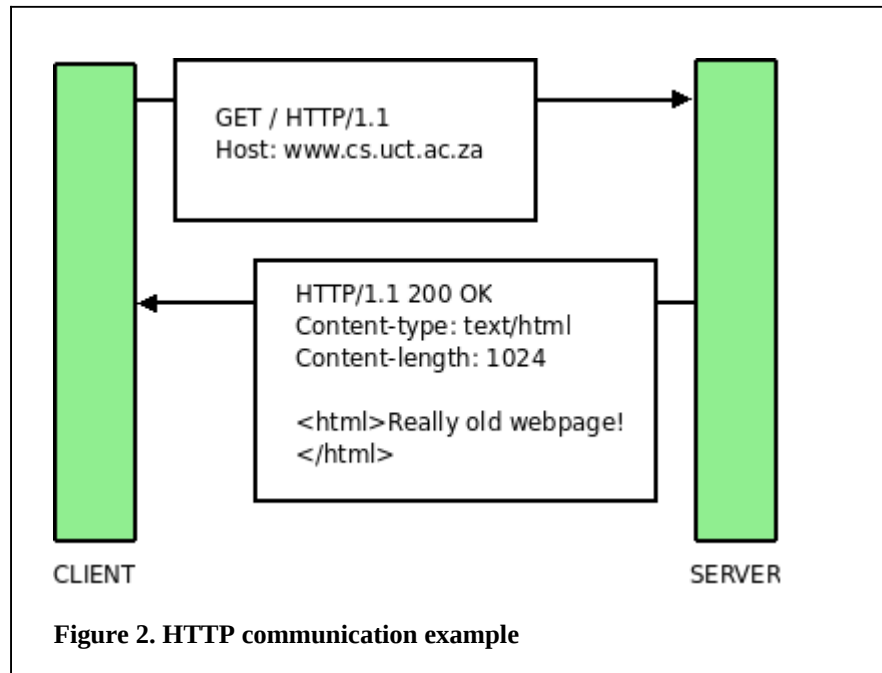 GET / HTTP/1.1
Host: www.cs.uct.ac.za
HTTP/1.1 200 OK
Content-type: text/html
Content-length: 1024
<html>Really old webpage!
</html>
CLIENT
SERVER
Figure 2. HTTP communication example